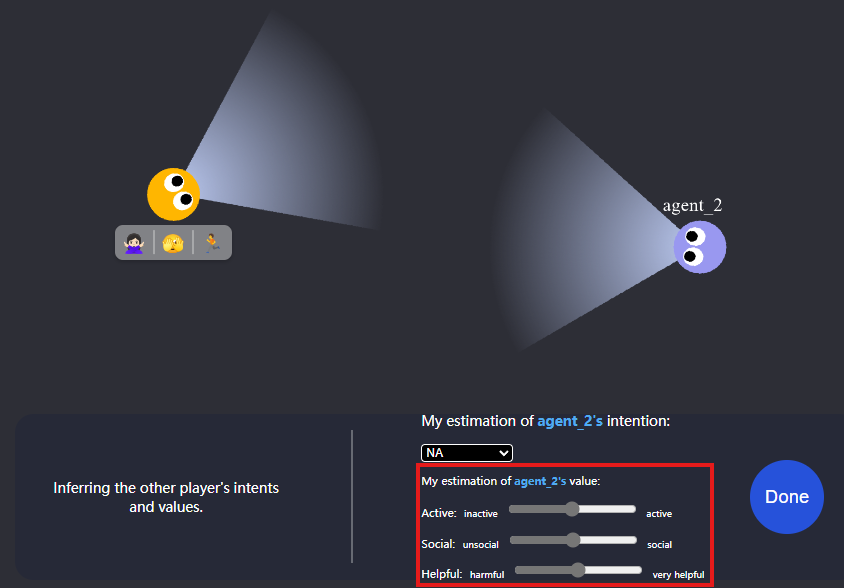 agent_2
My estimation of agent_2's intention:
NA
Inferring the other player's intents
and values.
My estimation of agent_2's value:
Active: inactive active
Social: unsocial social
Helpful: harmful very helpful
Done